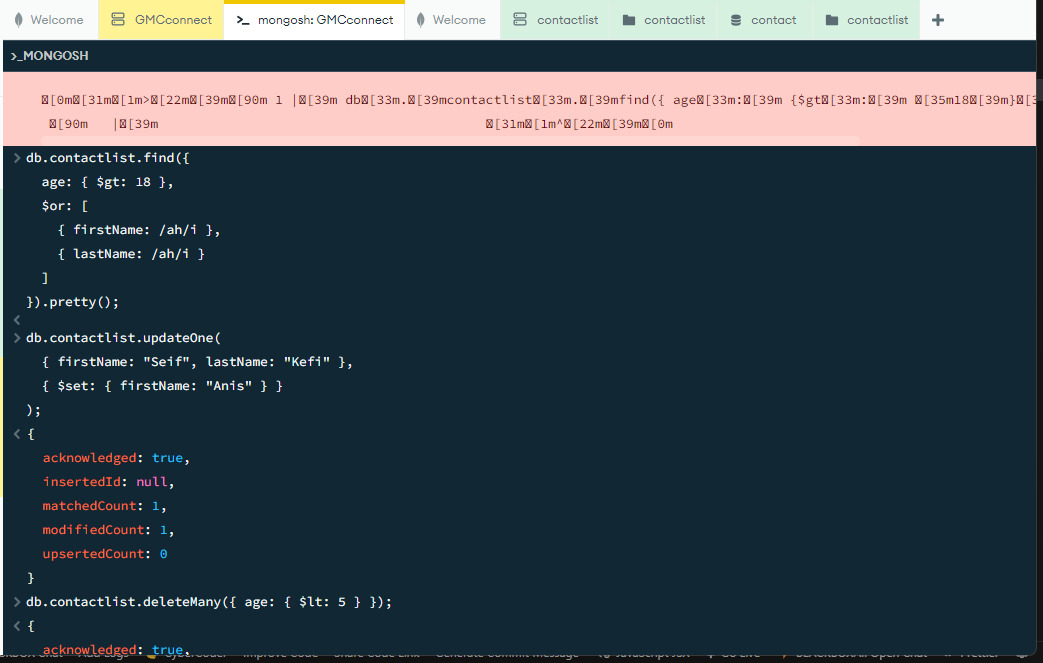 Welcome GMCconnect >_ mongosh: GMCconnect Welcome contactlist contactlist contact contactlist +
>_MONGOSH
�[0m�[31m�[1m>�[22m�[39m�[90m 1 |�[39m db�[33m.�[39mcontactlist�[33m.�[39mfind({ age�[33m:�[39m {$gt�[33m:�[39m �[35m18�[39m}�[3
�[90m   |�[39m �[31m�[1m^�[22m�[39m�[0m
> db.contactlist.find({
age: { $gt: 18 },
$or: [
{ firstName: /ah/i },
{ lastName: /ah/i }
]
}).pretty();
<
> db.contactlist.updateOne(
{ firstName: "Seif", lastName: "Kefi" },
{ $set: { firstName: "Anis" } }
);
< {
acknowledged: true,
insertedId: null,
matchedCount: 1,
modifiedCount: 1,
upsertedCount: 0
}
> db.contactlist.deleteMany({ age: { $lt: 5 } });
< {
acknowledged: true,